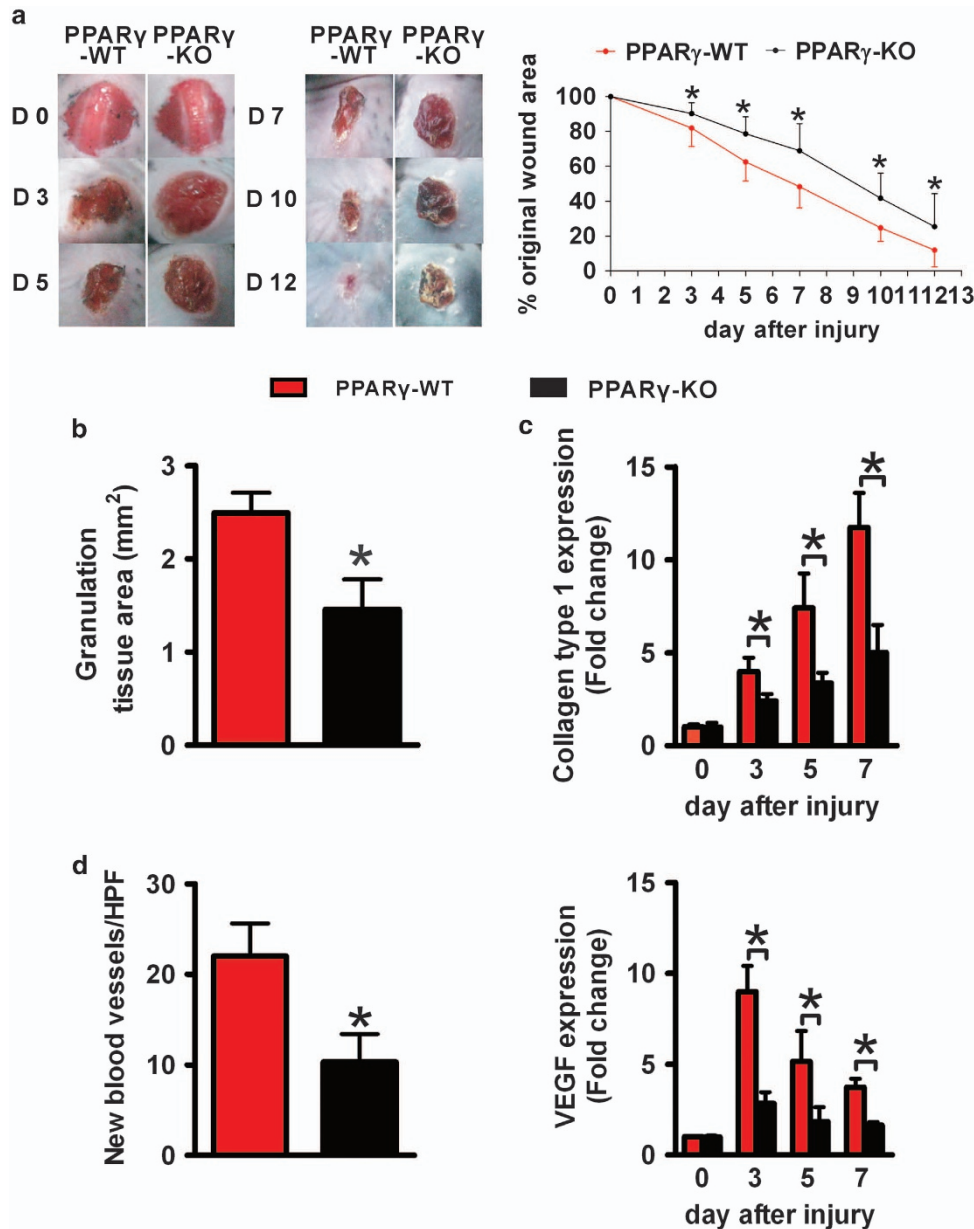 a
PPARγ
-WT
PPARγ
-KO
D 0
D 3
D 5
PPARγ
-WT
PPARγ
-KO
D 7
D 10
D 12
PPARγ-WT
PPARγ-KO
% original wound area
100
80
60
40
20
0
* * * * *
0 1 2 3 4 5 6 7 8 9 10 11 12 13
day after injury
PPARγ-WT
PPARγ-KO
b
Granulation
tissue area (mm²)
3
2
1
0
*
c
Collagen type 1 expression
(Fold change)
15
10
5
0
* * *
0 3 5 7
day after injury
d
New blood vessels/HPF
30
20
10
0
*
VEGF expression
(Fold change)
15
10
5
0
* * *
0 3 5 7
day after injury